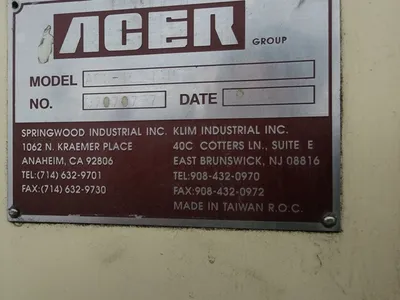 ACER
GROUP
MODEL
NO.
DATE
SPRINGWOOD INDUSTRIAL INC.
1062 N. KRAEMER PLACE
ANAHEIM, CA 92806
TEL:(714) 632-9701
FAX:(714) 632-9730
KLIM INDUSTRIAL INC.
40C COTTERS LN., SUITE E
EAST BRUNSWICK, NJ 08816
TEL:908-432-0970
FAX:908-432-0972
MADE IN TAIWAN R.O.C.